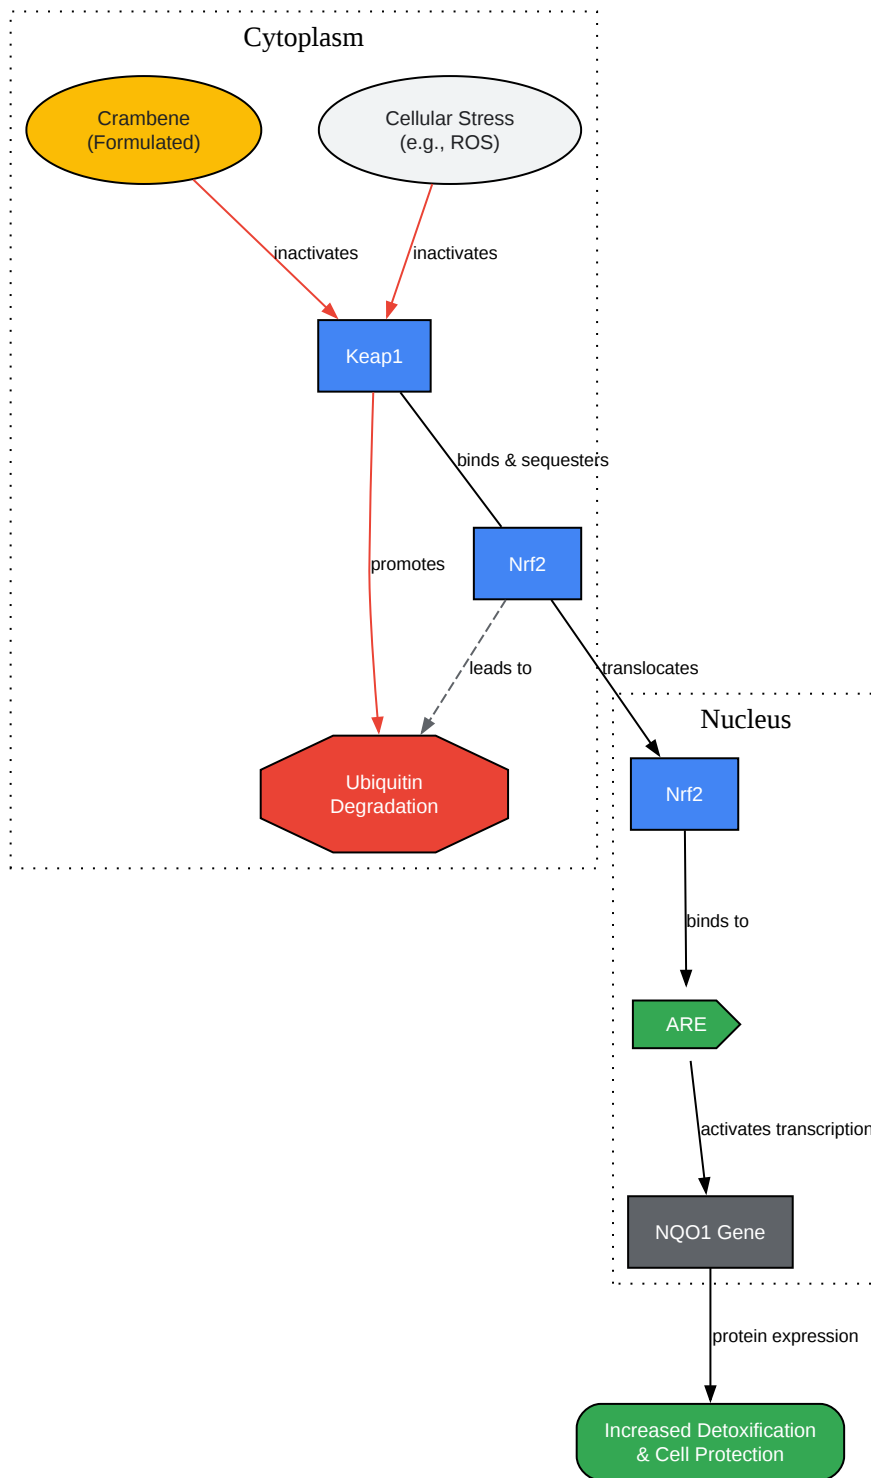 Cytoplasm
Crambene
(Formulated)
Cellular Stress
(e.g., ROS)
inactivates
inactivates
Keap1
binds & sequesters
promotes
Nrf2
leads to
translocates
Nucleus
Ubiquitin
Degradation
Nrf2
binds to
ARE
activates transcription
NQO1 Gene
protein expression
Increased Detoxification
& Cell Protection